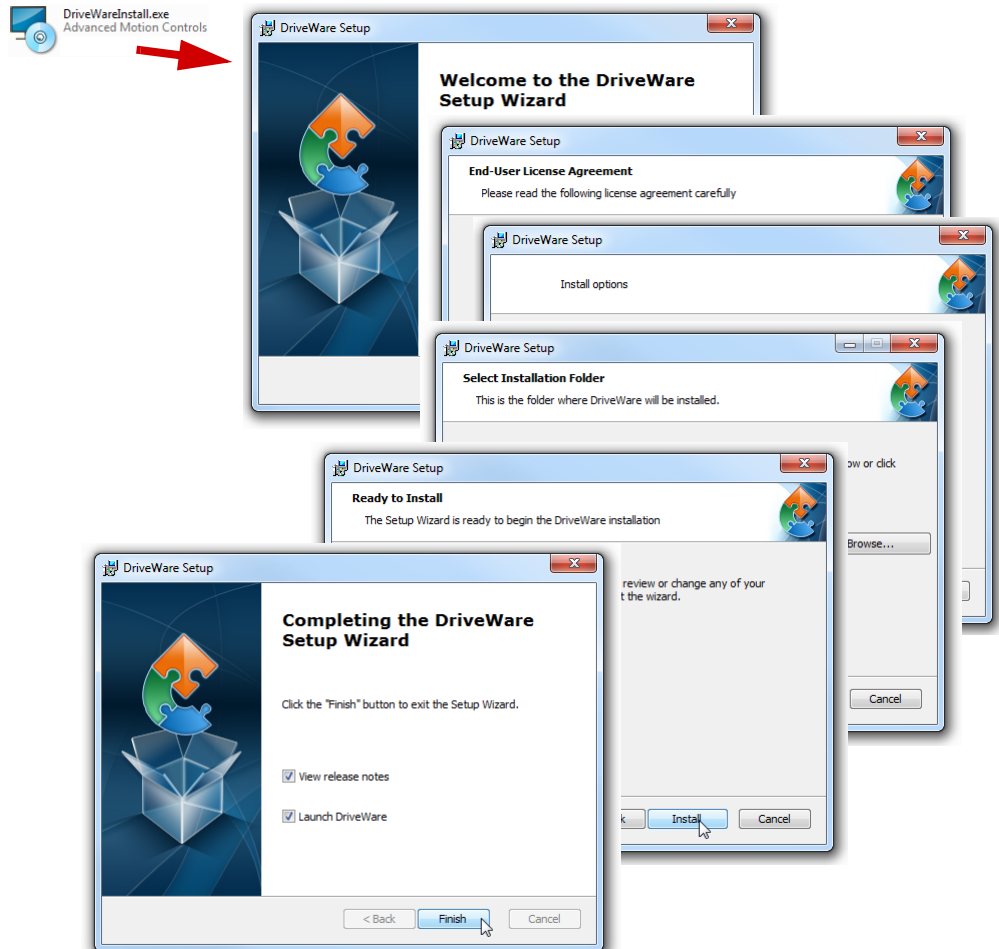 DriveWareInstall.exe
Advanced Motion Controls
DriveWare Setup
Welcome to the DriveWare
Setup Wizard
DriveWare Setup
End-User License Agreement
Please read the following license agreement carefully
DriveWare Setup
Install options
DriveWare Setup
Select Installation Folder
This is the folder where DriveWare will be installed.
or click
Browse...
Cancel
DriveWare Setup
Ready to Install
The Setup Wizard is ready to begin the DriveWare installation
review or change any of your
the wizard.
Install
Cancel
DriveWare Setup
Completing the DriveWare
Setup Wizard
Click the "Finish" button to exit the Setup Wizard.
View release notes
Launch DriveWare
< Back
Finish
Cancel